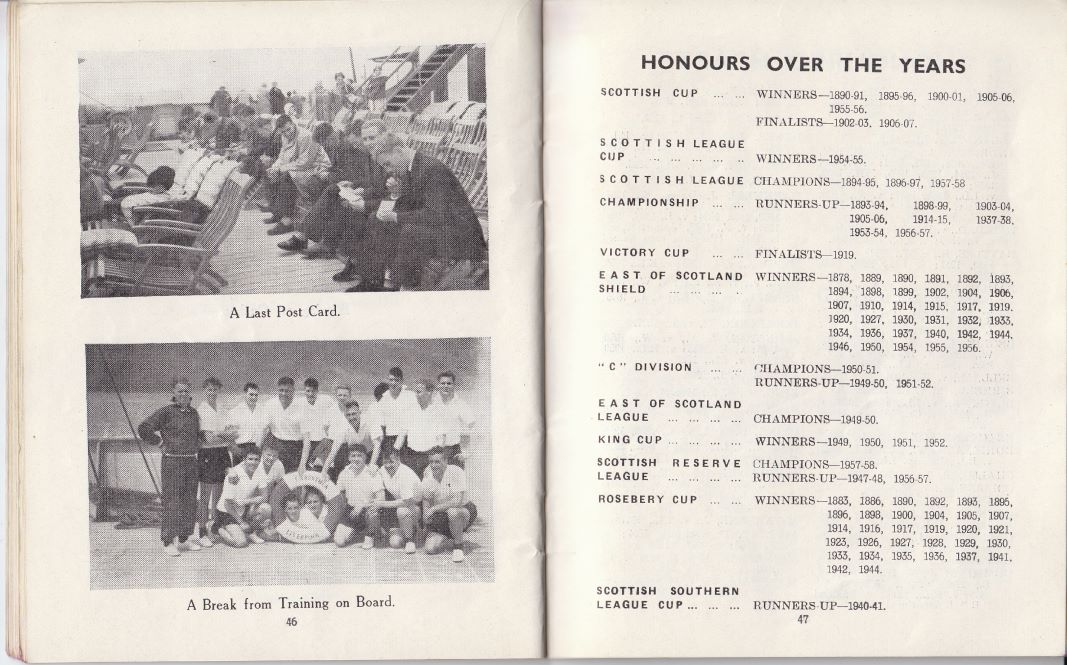 A Last Post Card.
LIVERPOOL
A Break from Training on Board.
46
HONOURS OVER THE YEARS
SCOTTISH CUP ... ... WINNERS—1890-91, 1895-96, 1900-01, 1905-06,
1955-56.
FINALISTS—1902-03, 1906-07.
SCOTTISH LEAGUE
CUP ... ... ... ... .. WINNERS—1954-55.
SCOTTISH LEAGUE CHAMPIONS—1894-95, 1896-97, 1957-58
CHAMPIONSHIP ... ... RUNNERS-UP—1893-94, 1898-99, 1903-04,
1905-06, 1914-15, 1937-38,
1953-54, 1956-57.
VICTORY CUP ... ... FINALISTS—1919.
EAST OF SCOTLAND WINNERS—1878, 1889, 1890, 1891, 1892, 1893,
SHIELD ... ... ... . 1894, 1898, 1899, 1902, 1904, 1906,
1907, 1910, 1914, 1915, 1917, 1919.
1920, 1927, 1930, 1931, 1932, 1933,
1934, 1936, 1937, 1940, 1942, 1944.
1946, 1950, 1954, 1955, 1956.
"C" DIVISION ... ... CHAMPIONS—1950-51.
RUNNERS-UP—1949-50, 1951-52.
EAST OF SCOTLAND
LEAGUE ... ... ... ... CHAMPIONS—1949-50.
KING CUP ... ... ... ... WINNERS—1949, 1950, 1951, 1952.
SCOTTISH RESERVE CHAMPIONS—1957-58.
LEAGUE ... ... ... ... RUNNERS-UP—1947-48, 1956-57.
ROSEBERY CUP ... ... WINNERS—1883, 1886, 1890, 1892, 1893, 1895,
1896, 1898, 1900, 1904, 1905, 1907,
1914, 1916, 1917, 1919, 1920, 1921,
1923, 1926, 1927, 1928, 1929, 1930,
1933, 1934, 1935, 1936, 1937, 1941.
1942, 1944.
SCOTTISH SOUTHERN
LEAGUE CUP ... ... ... RUNNERS-UP—1940-41.
47